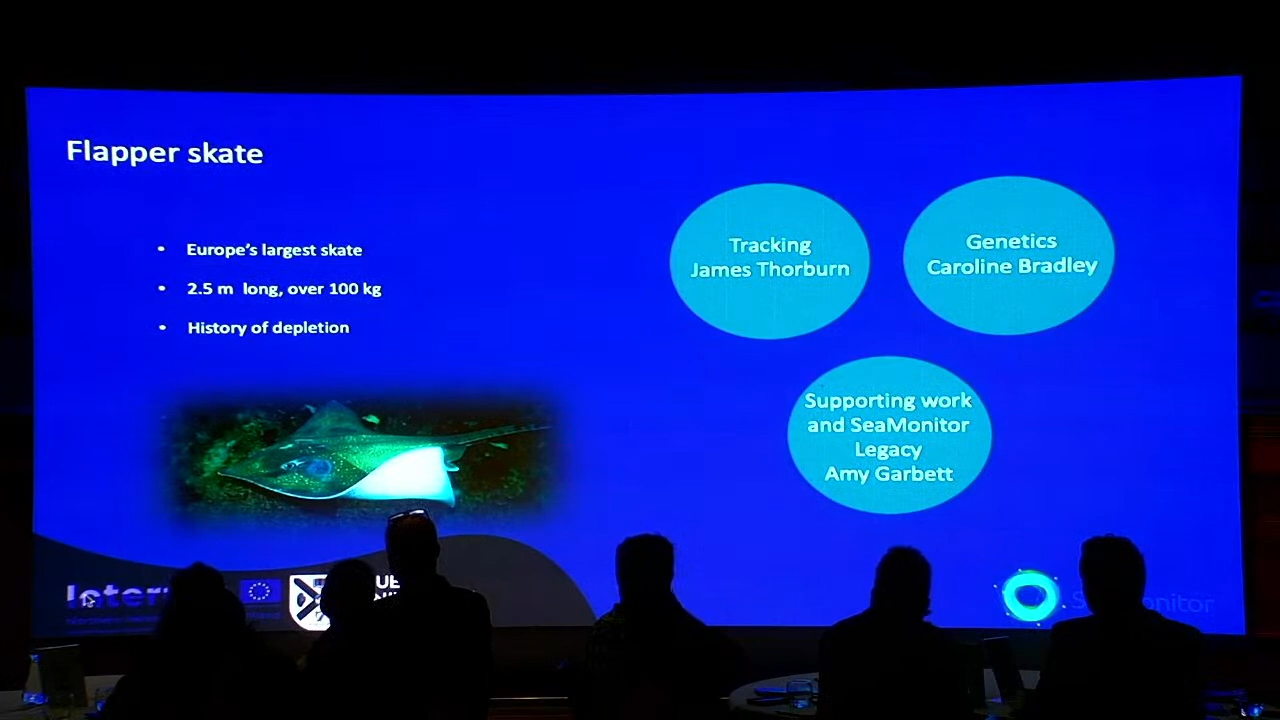 Flapper skate
• Europe's largest skate
• 2.5 m long, over 100 kg
• History of depletion
Tracking
James Thorburn
Genetics
Caroline Bradley
Supporting work
and SeaMonitor
Legacy
Amy Garbett